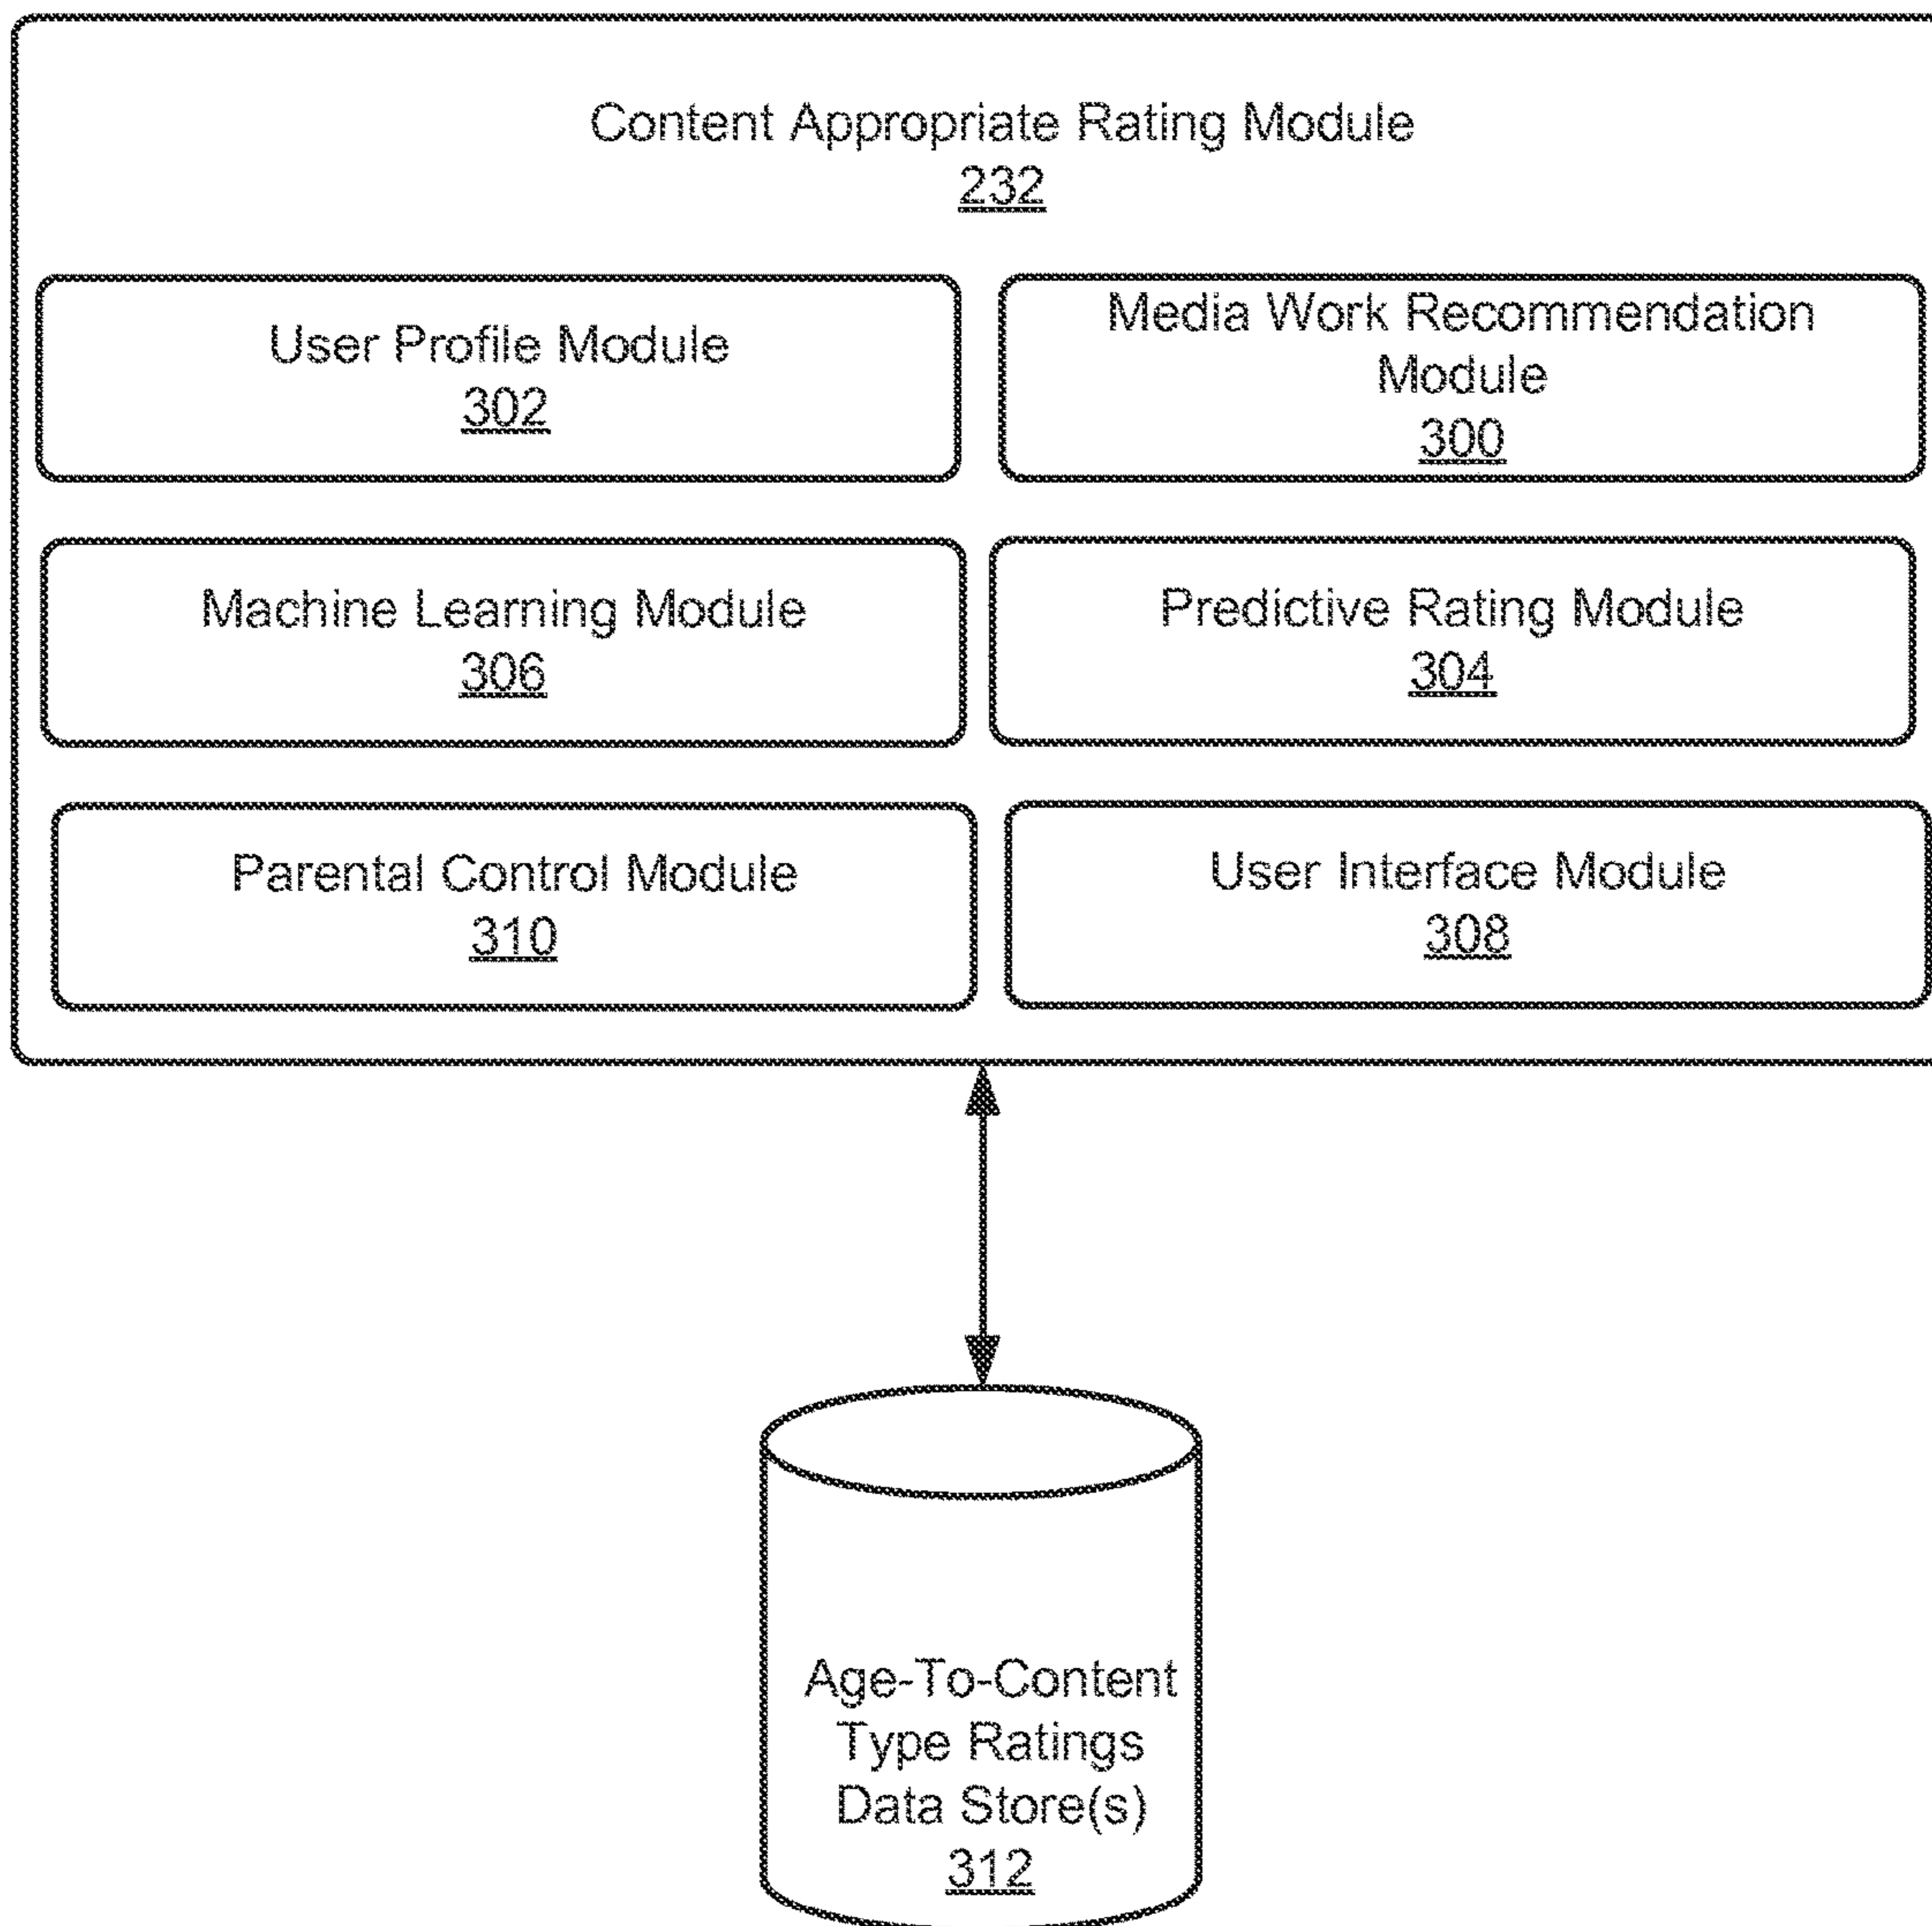 Content Appropriate Rating Module
232
User Profile Module
302
Media Work Recommendation
Module
300
Machine Learning Module
306
Predictive Rating Module
304
Parental Control Module
310
User Interface Module
308
Age-To-Content
Type Ratings
Data Store(s)
312